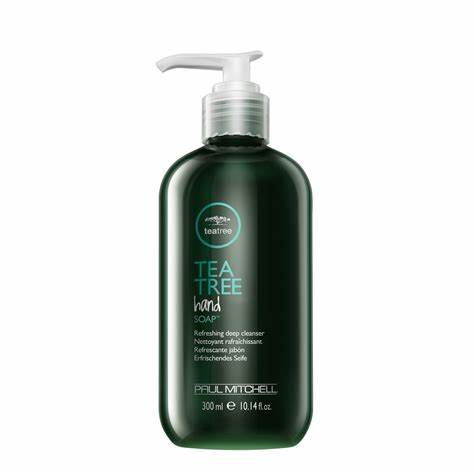 teatree
TEA
TREE
hand
SOAP™
Refreshing deep cleanser
Nettoyant rafraîchissant
Refrescante jabón
Erfrischendes Seife
PAUL MITCHELL
300 ml ℮ 10.14 fl.oz.